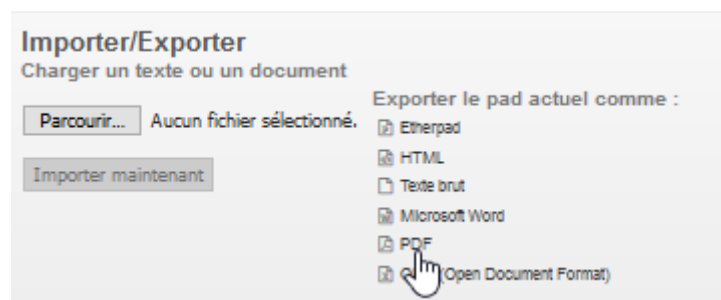 Importer/Exporter
Charger un texte ou un document
Parcourir... Aucun fichier sélectionné.
Importer maintenant
Exporter le pad actuel comme :
Etherpad
HTML
Texte brut
Microsoft Word
PDF
(Open Document Format)